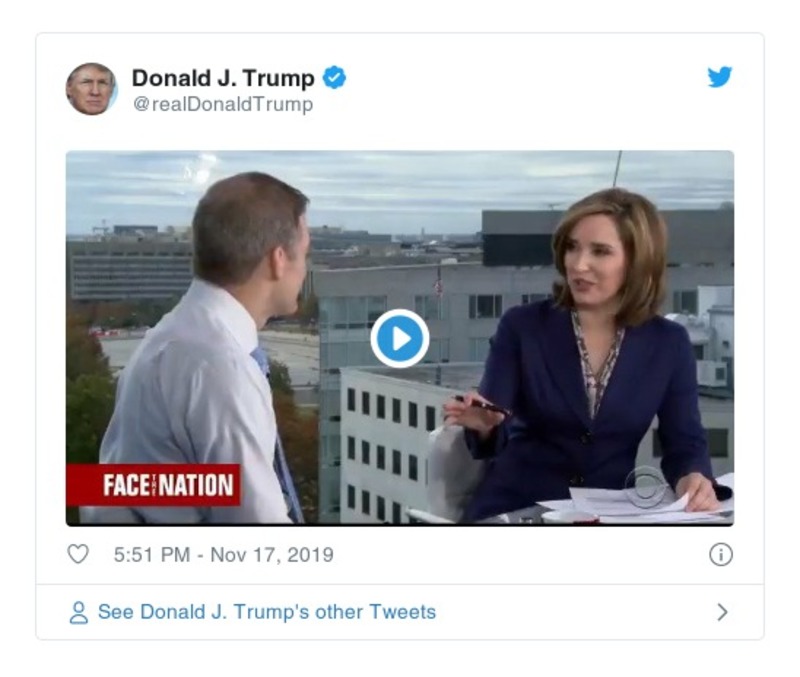 Donald J. Trump
@realDonaldTrump
FACE THE NATION
5:51 PM - Nov 17, 2019
See Donald J. Trump's other Tweets